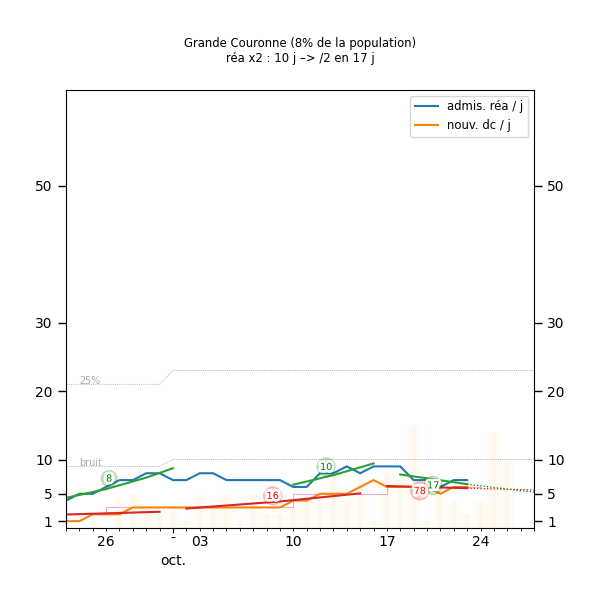 Grande Couronne (8% de la population)
réa x2 : 10 j –> /2 en 17 j
admis. réa / j
nouv. dc / j
50 50
30 30
25%
20 20
bruit
10 10
8 10 16 78 17
5 5
1 1
26 - 03 10 17 24
oct.